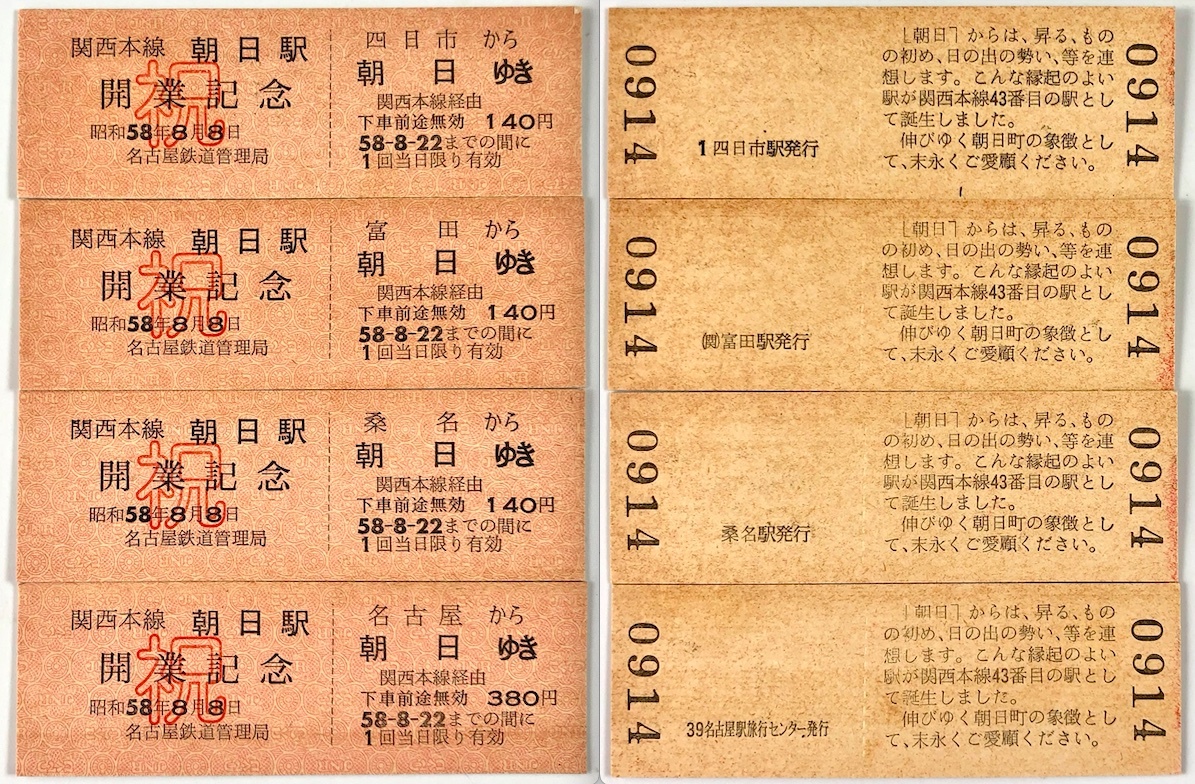 関西本線 朝日駅
開業記念
祝
昭和58年8月8日
名古屋鉄道管理局
四日市 から
朝日 ゆき
関西本線経由
下車前途無効 140円
58-8-22までの間に
1回当日限り有効
関西本線 朝日駅
開業記念
祝
昭和58年8月8日
名古屋鉄道管理局
富田 から
朝日 ゆき
関西本線経由
下車前途無効 140円
58-8-22までの間に
1回当日限り有効
関西本線 朝日駅
開業記念
祝
昭和58年8月8日
名古屋鉄道管理局
桑名 から
朝日 ゆき
関西本線経由
下車前途無効 140円
58-8-22までの間に
1回当日限り有効
関西本線 朝日駅
開業記念
祝
昭和58年8月8日
名古屋鉄道管理局
名古屋 から
朝日 ゆき
関西本線経由
下車前途無効 380円
58-8-22までの間に
1回当日限り有効
0914
1四日市駅発行
「朝日」からは、昇る、もの
の初め、日の出の勢い、等を連
想します。こんな縁起のよい
駅が関西本線43番目の駅とし
て誕生しました。
伸びゆく朝日町の象徴とし
て、末永くご愛顧ください。
0914
0914
㋨富田駅発行
「朝日」からは、昇る、もの
の初め、日の出の勢い、等を連
想します。こんな縁起のよい
駅が関西本線43番目の駅とし
て誕生しました。
伸びゆく朝日町の象徴とし
て、末永くご愛顧ください。
0914
0914
桑名駅発行
「朝日」からは、昇る、もの
の初め、日の出の勢い、等を連
想します。こんな縁起のよい
駅が関西本線43番目の駅とし
て誕生しました。
伸びゆく朝日町の象徴とし
て、末永くご愛顧ください。
0914
0914
39名古屋駅旅行センター発行
「朝日」からは、昇る、もの
の初め、日の出の勢い、等を連
想します。こんな縁起のよい
駅が関西本線43番目の駅とし
て誕生しました。
伸びゆく朝日町の象徴とし
て、末永くご愛顧ください。
0914